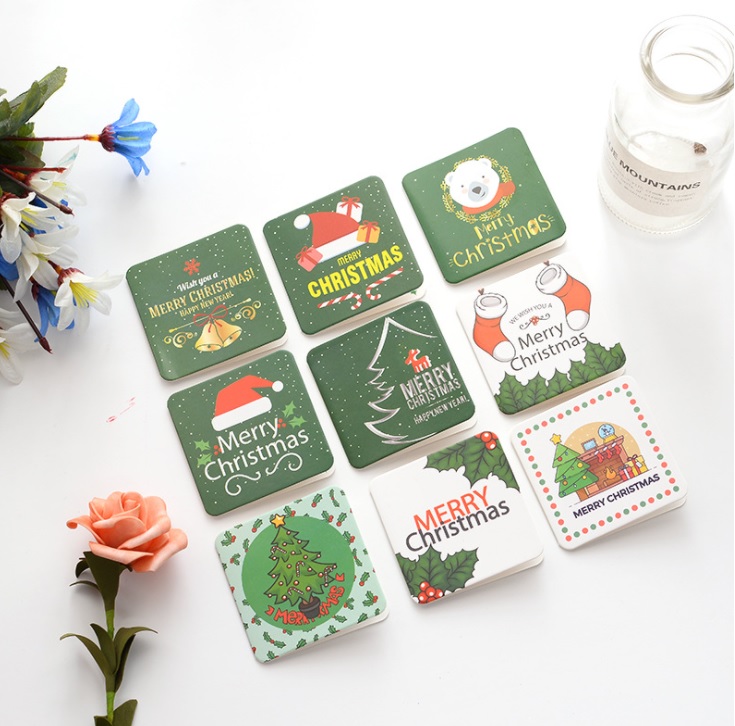 Merry
Christmas
MERRY
CHRISTMAS
Wish you a
MERRY CHRISTMAS!
HAPPY NEW YEAR
WE WISH YOU A
Merry
Christmas
MERRY
CHRISTMAS
HAPPY NEW YEAR!
Merry
Christmas
MERRY CHRISTMAS
MERRY
Christmas
MOUNTAINS